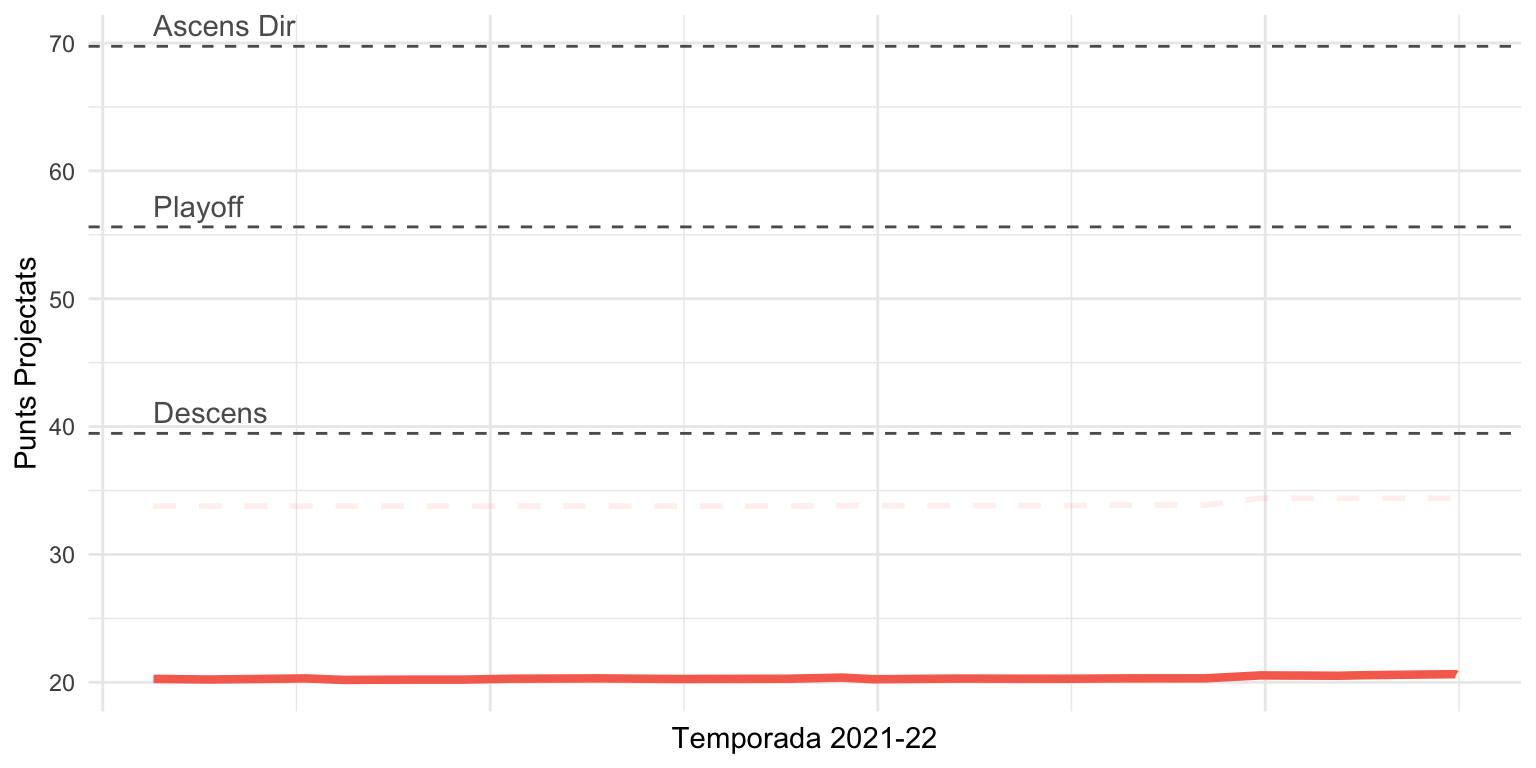 Ascens Dir
70
60
Playoff
50
Punts Projectats
Descens
40
30
20
Temporada 2021-22